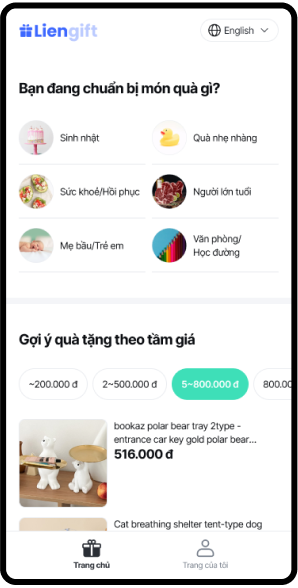 Liengift
English
Bạn đang chuẩn bị món quà gì?
Sinh nhật
Quà nhẹ nhàng
Sức khoẻ/Hồi phục
Người lớn tuổi
Mẹ bầu/Trẻ em
Văn phòng/
Học đường
Gợi ý quà tặng theo tầm giá
~200.000 đ
2~500.000 đ
5~800.000 đ
800.00
bookaz polar bear tray 2type -
entrance car key gold polar bear...
516.000 đ
Cat breathing shelter tent-type dog
Trang chủ
Trang của tôi